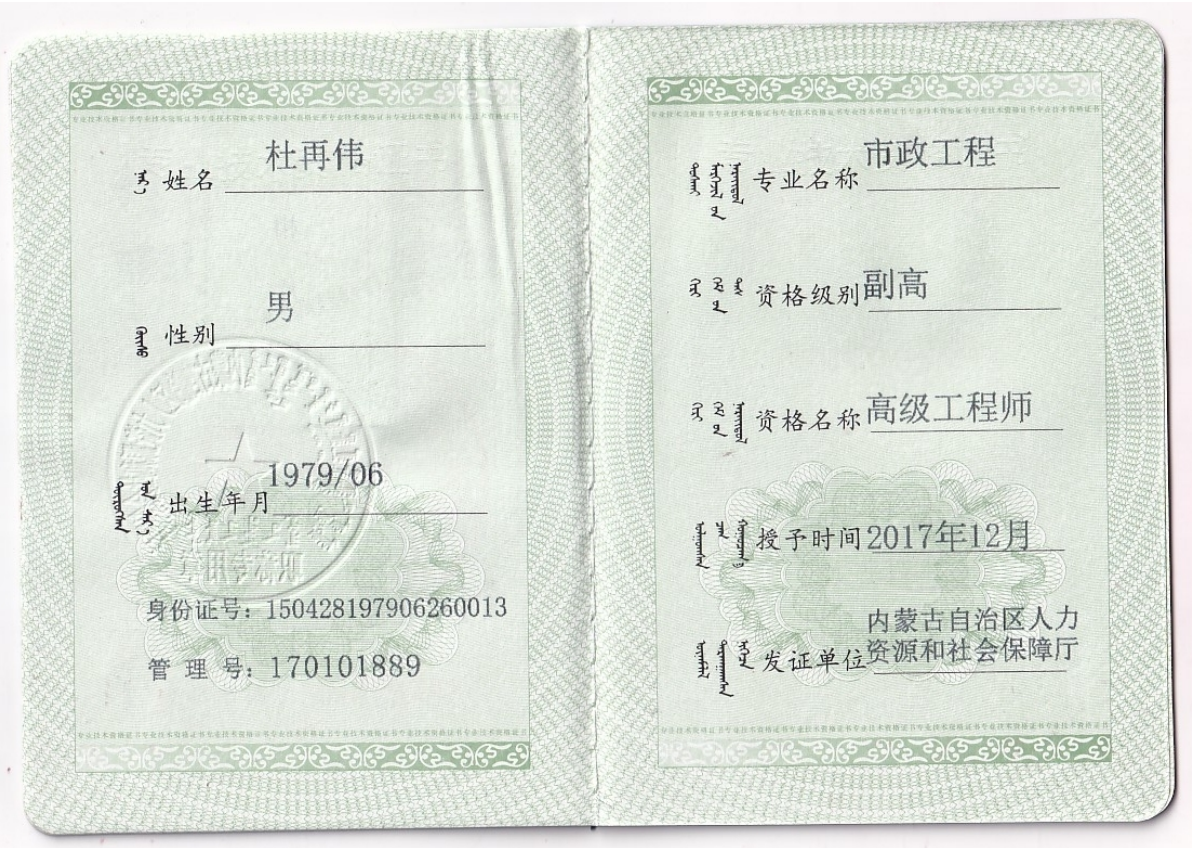 杜再伟
姓名
男
性别
1979/06
出生年月
身份证号：150428197906260013
管 理 号：170101889
市政工程
专业名称
副高
资格级别
高级工程师
资格名称
授予时间 2017年12月
内蒙古自治区人力
发证单位 资源和社会保障厅